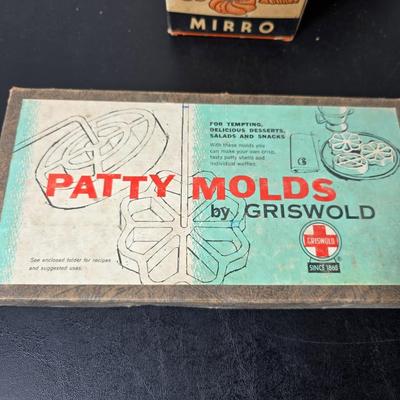 MIRRO
FOR TEMPTING,
DELICIOUS DESSERTS,
SALADS AND SNACKS
With these molds you
can make your own crisp,
tasty patty shells and
individual waffles.
PATTY MOLDS
by GRISWOLD
GRISWOLD
SINCE 1865
See enclosed folder for recipes
and suggested uses.